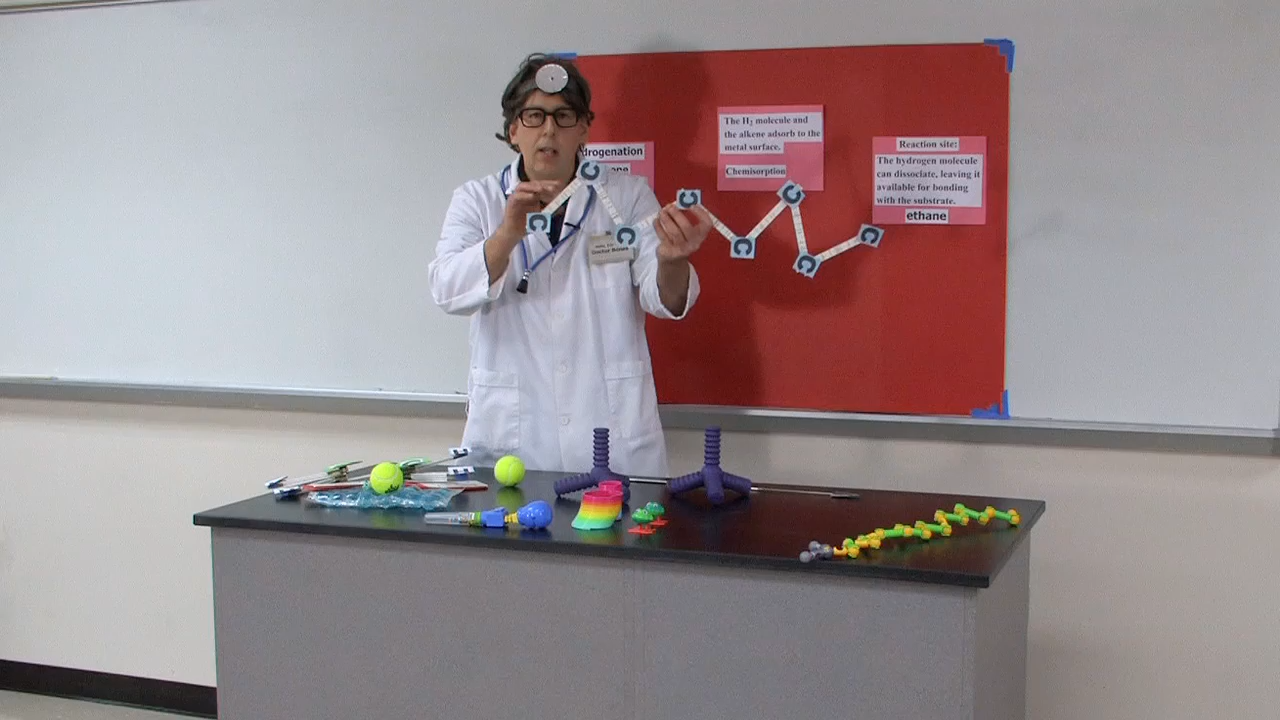 drogenation
The H₂ molecule and
the alkene adsorb to the
metal surface.
Chemisorption
Reaction site:
The hydrogen molecule
can dissociate, leaving it
available for bonding
with the substrate.
ethane
C
C
C
C
C
C
C
C